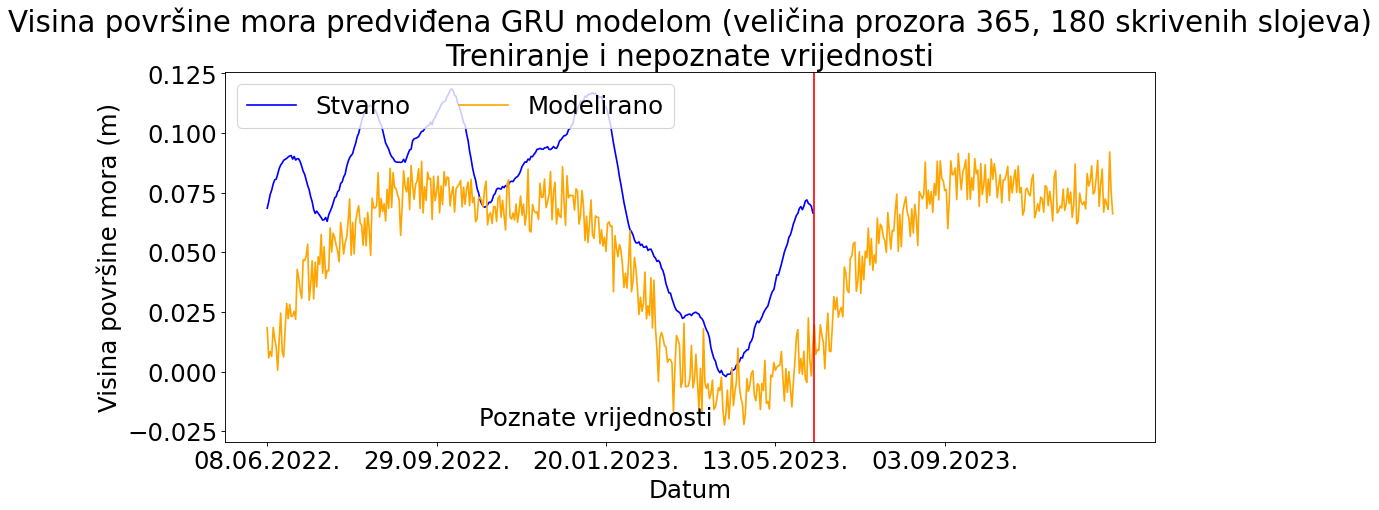 Visina površine mora predviđena GRU modelom (veličina prozora 365, 180 skrivenih slojeva)
Treniranje i nepoznate vrijednosti
Visina površine mora (m)
0.125
0.100
0.075
0.050
0.025
0.000
−0.025
Stvarno Modelirano
Poznate vrijednosti
08.06.2022. 29.09.2022. 20.01.2023. 13.05.2023. 03.09.2023.
Datum